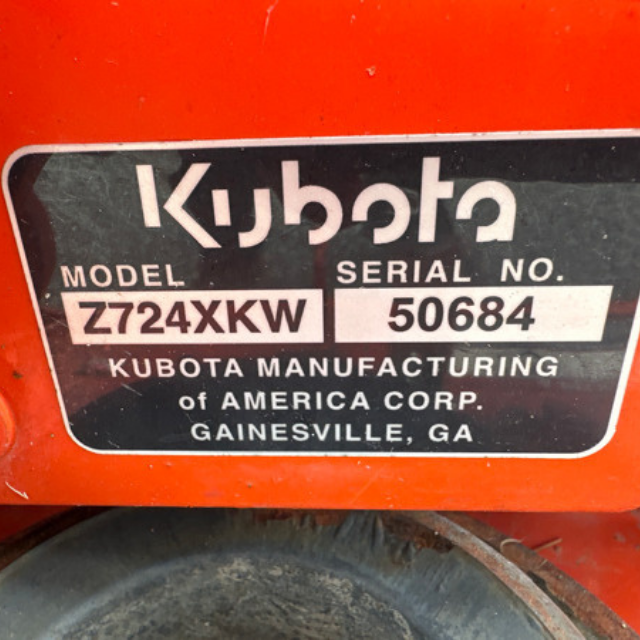 Kubota
MODEL SERIAL NO.
Z724XKW 50684
KUBOTA MANUFACTURING
of AMERICA CORP.
GAINESVILLE, GA